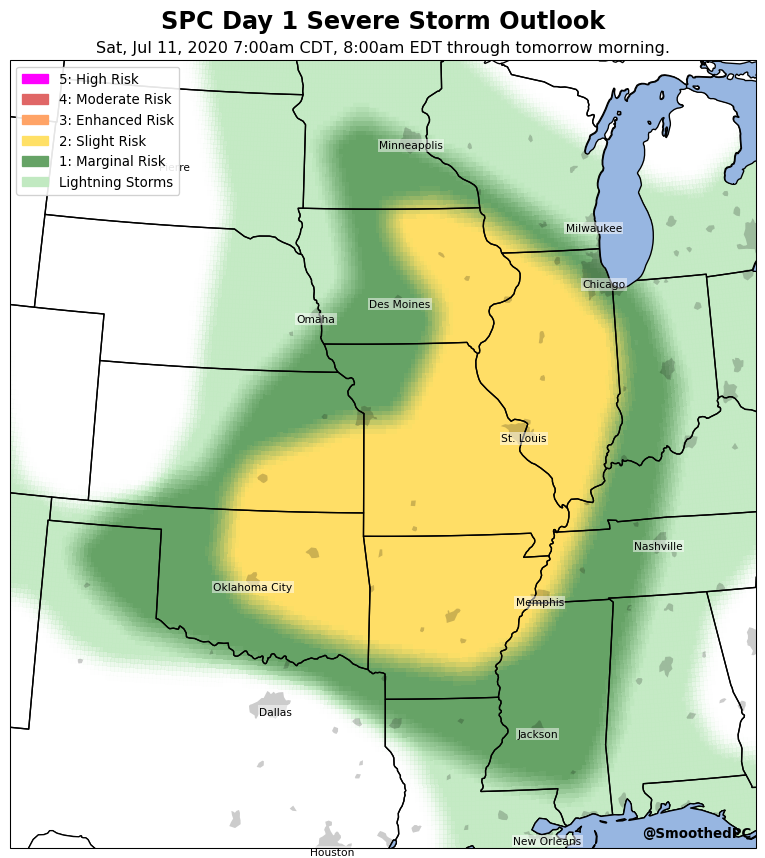 SPC Day 1 Severe Storm Outlook
Sat, Jul 11, 2020 7:00am CDT, 8:00am EDT through tomorrow morning.
5: High Risk
4: Moderate Risk
3: Enhanced Risk
2: Slight Risk
1: Marginal Risk
Lightning Storms
Minneapolis
Milwaukee
Chicago
Des Moines
Omaha
St. Louis
Nashville
Oklahoma City
Memphis
Dallas
Jackson
@SmoothedPC
New Orleans
Houston